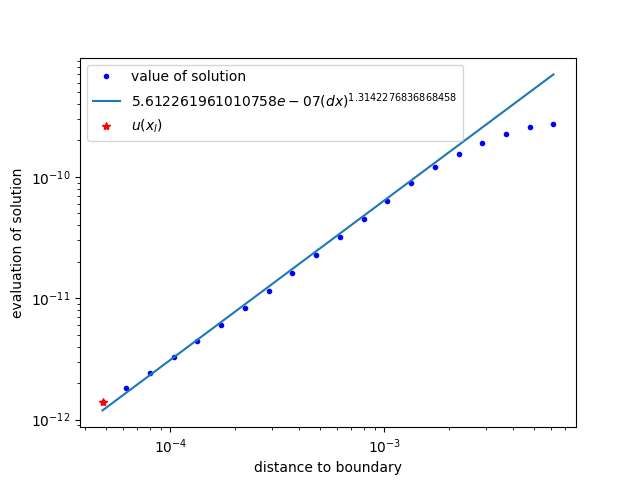 value of solution
5.612261961010758e − 07(dx)^1.3142276836868458
u(x_l)
10^−10
10^−11
10^−12
evaluation of solution
10^−4 10^−3
distance to boundary